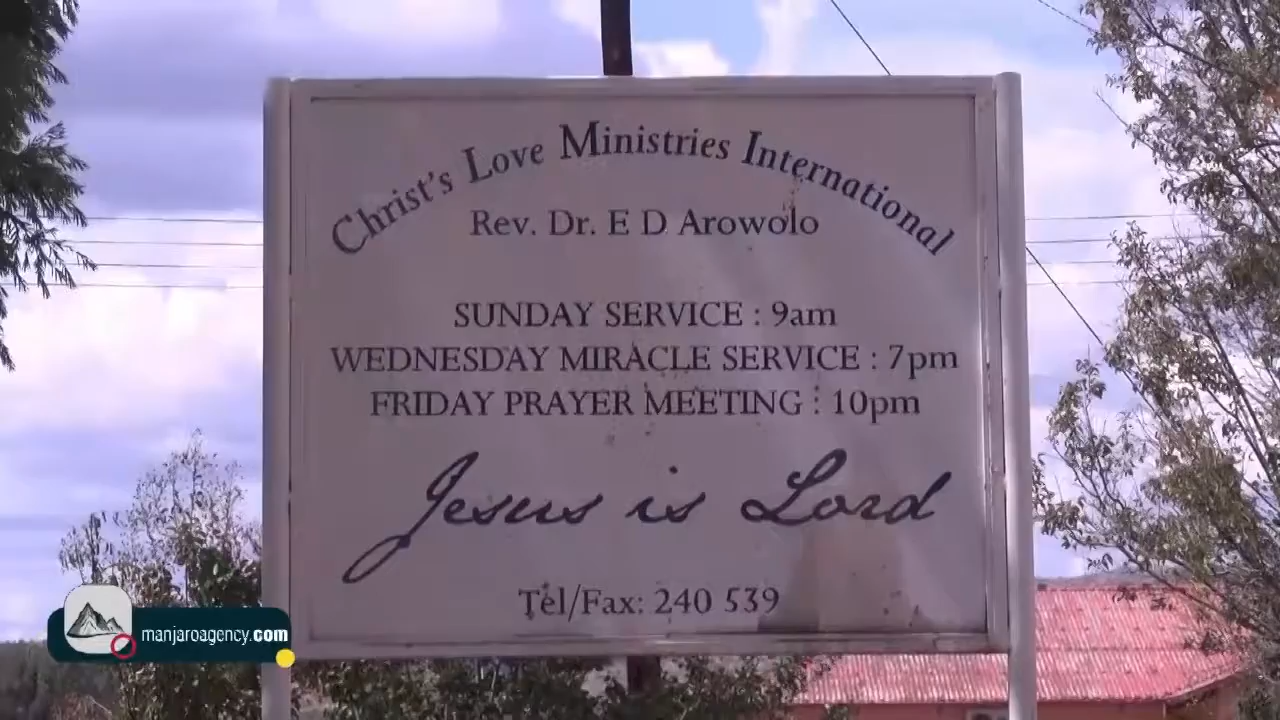 Christ's Love Ministries International
Rev. Dr. E D Arowolo
SUNDAY SERVICE : 9am
WEDNESDAY MIRACLE SERVICE : 7pm
FRIDAY PRAYER MEETING : 10pm
Jesus is Lord
Tel/Fax: 240 539
manjaroagency.com